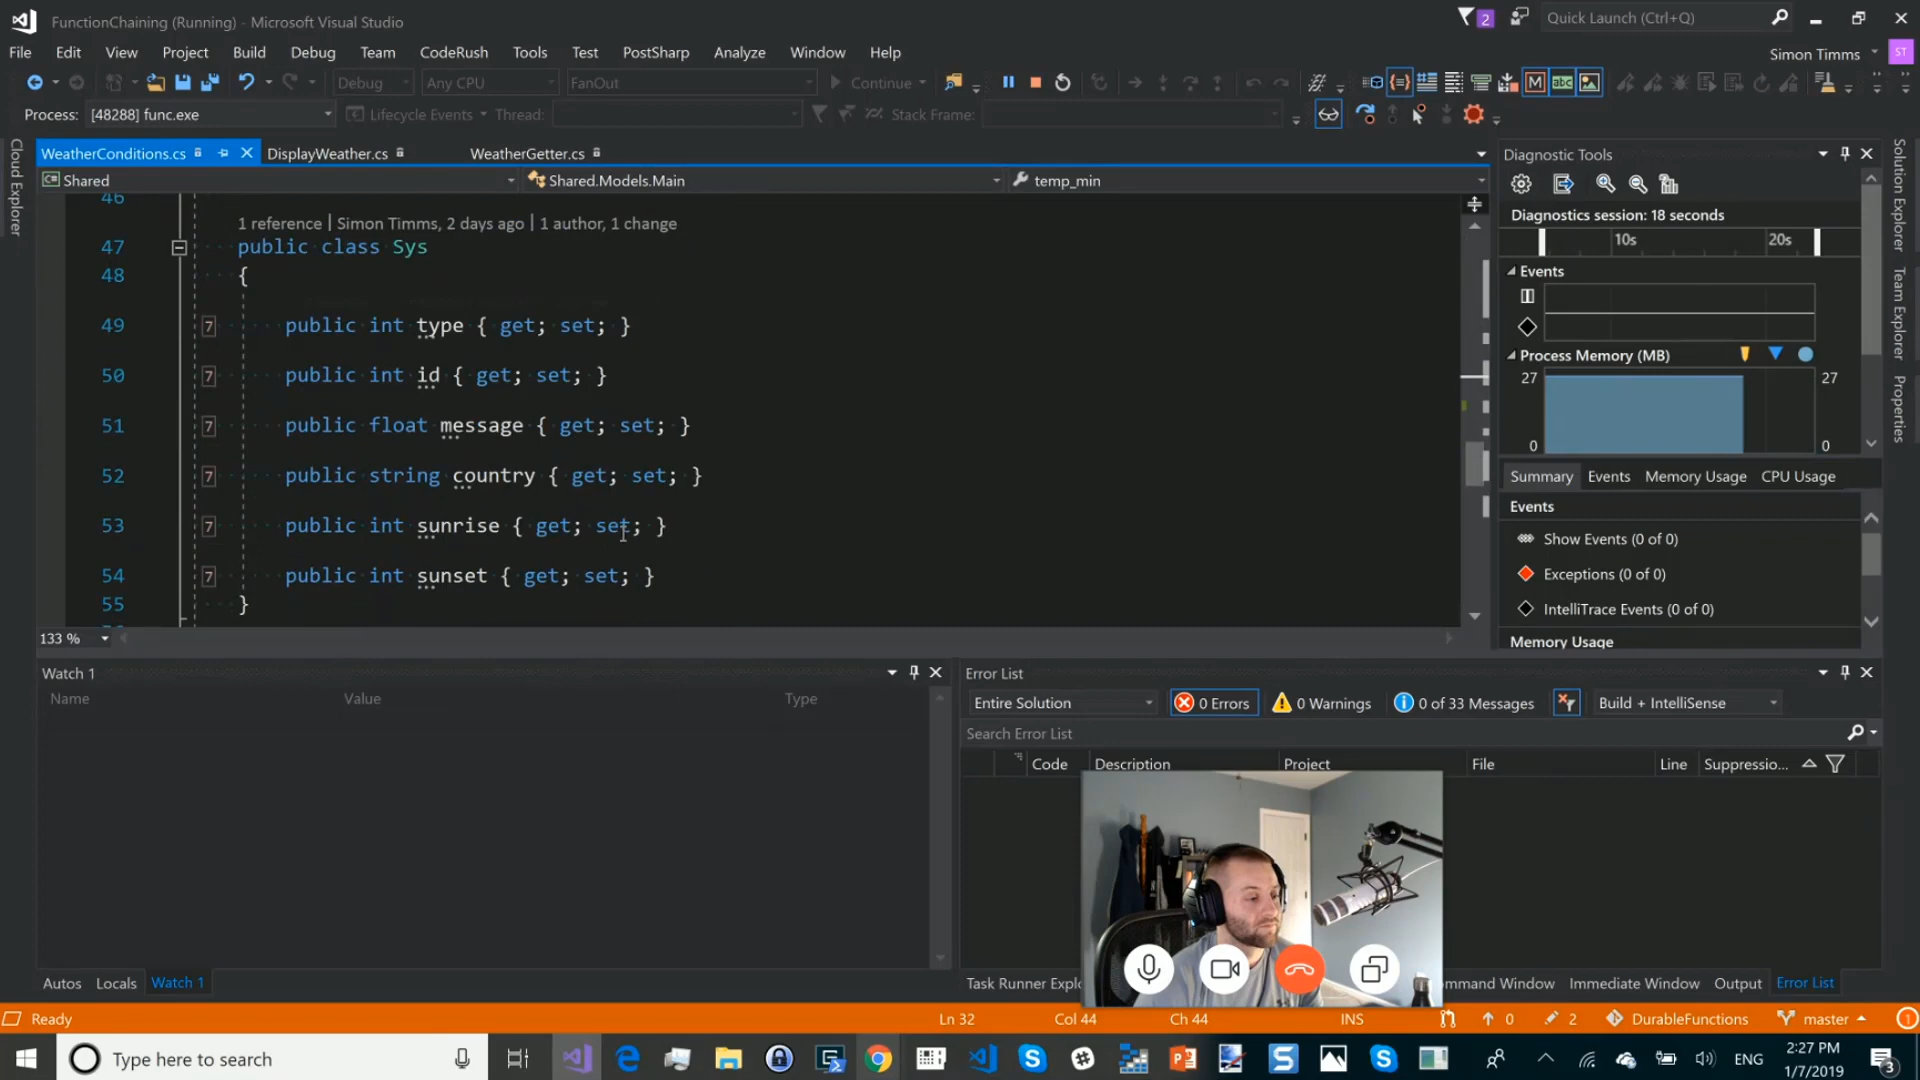 FunctionChaining (Running) - Microsoft Visual Studio
2
Quick Launch (Ctrl+Q)
File Edit View Project Build Debug Team CodeRush Tools Test PostSharp Analyze Window Help
Simon Timms
ST
Debug Any CPU FanOut Continue
Process: [48288] func.exe Lifecycle Events Thread: Stack Frame:
Cloud Explorer
WeatherConditions.cs DisplayWeather.cs WeatherGetter.cs
Shared Shared.Models.Main temp_min
46
1 reference | Simon Timms, 2 days ago | 1 author, 1 change
47 public class Sys
48 {
49 public int type { get; set; }
50 public int id { get; set; }
51 public float message { get; set; }
52 public string country { get; set; }
53 public int sunrise { get; set; }
54 public int sunset { get; set; }
55 }
133 %
Diagnostic Tools
Diagnostics session: 18 seconds
10s 20s
Events
Process Memory (MB)
27 27
0 0
Summary Events Memory Usage CPU Usage
Events
Show Events (0 of 0)
Exceptions (0 of 0)
IntelliTrace Events (0 of 0)
Memory Usage
Solution Explorer
Team Explorer
Properties
Watch 1
Name Value Type
Autos Locals Watch 1
Error List
Entire Solution 0 Errors 0 Warnings 0 of 33 Messages Build + IntelliSense
Search Error List
Code Description Project File Line Suppressio...
Task Runner Explo mmand Window Immediate Window Output Error List
Ready Ln 32 Col 44 Ch 44 INS 0 2 DurableFunctions master 1
Type here to search
ENG
2:27 PM
1/7/2019
3